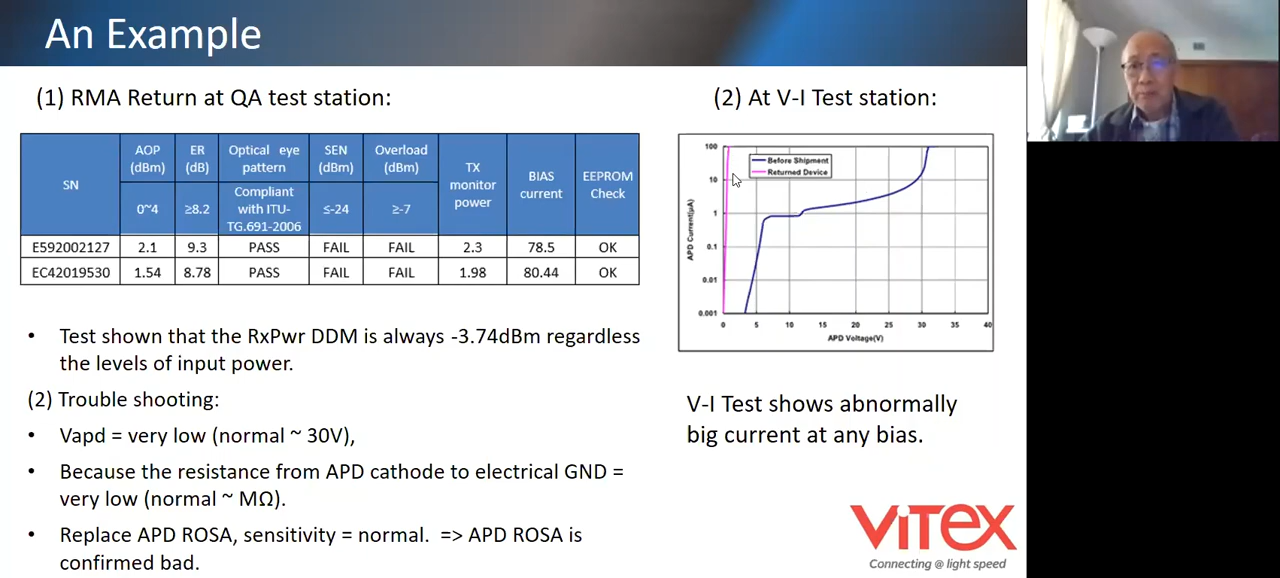 An Example
(1) RMA Return at QA test station:
SN
AOP
(dBm)
ER
(dB)
Optical eye
pattern
SEN
(dBm)
Overload
(dBm)
TX
monitor
power
BIAS
current
EEPROM
Check
0~4
≥8.2
Compliant
with ITU-
TG.691-2006
≤-24
≥-7
E592002127 2.1 9.3 PASS FAIL FAIL 2.3 78.5 OK
EC42019530 1.54 8.78 PASS FAIL FAIL 1.98 80.44 OK
• Test shown that the RxPwr DDM is always -3.74dBm regardless
the levels of input power.
(2) Trouble shooting:
• Vapd = very low (normal ~ 30V),
• Because the resistance from APD cathode to electrical GND =
very low (normal ~ MΩ).
• Replace APD ROSA, sensitivity = normal. => APD ROSA is
confirmed bad.
(2) At V-I Test station:
Before Shipment
Returned Device
APD Current(μA)
100
10
1
0.1
0.01
0.001
0 5 10 15 20 25 30 35 40
APD Voltage(V)
V-I Test shows abnormally
big current at any bias.
ViTEX
Connecting @ light speed